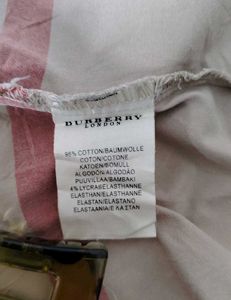 BURBERRY
LONDON
96% COTTON/BAUMWOLLE
COTON/COTONE
KATOEN/BOMULL
ALGODÓN/ALGODÃO
PUUVILLAA/BAMBAKI
4% LYCRA®/ELASTHANNE
ELASTHAN/ELASTANE
ELASTAN/ELASTANO
ELASTAANIA/ΕΛΑΣΤΑΝ